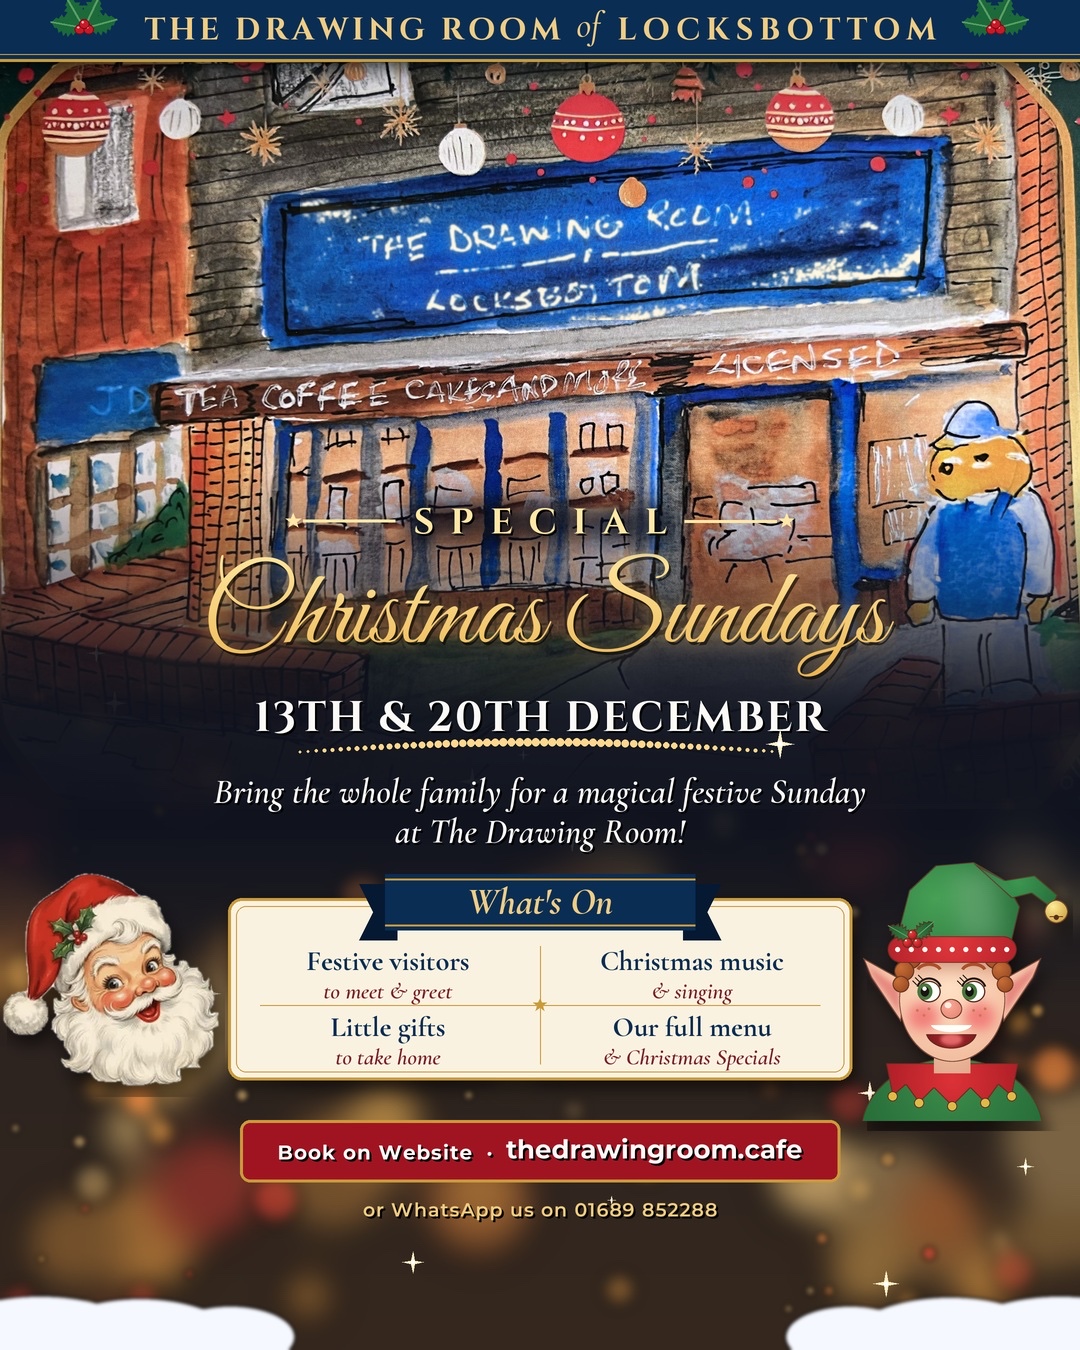 THE DRAWING ROOM of LOCKSBOTTOM
THE DRAWING ROOM
LOCKSBOTTOM
JD
TEA COFFEE CAKES AND MORE
LICENSED
SPECIAL
Christmas Sundays
13TH & 20TH DECEMBER
Bring the whole family for a magical festive Sunday
at The Drawing Room!
What's On
Festive visitors
to meet & greet
Christmas music
& singing
Little gifts
to take home
Our full menu
& Christmas Specials
Book on Website · thedrawingroom.cafe
or WhatsApp us on 01689 852288